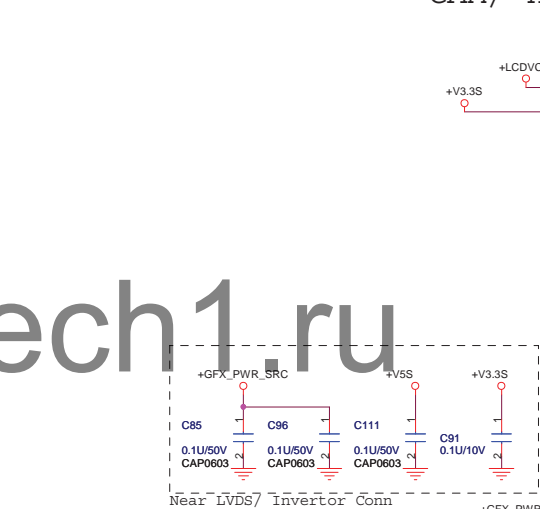 +LCDVC
+V3.3S
ech1.ru
+GFX_PWR_SRC
+V5S
+V3.3S
C85
C96
C111
C91
0.1U/50V
0.1U/50V
0.1U/50V
0.1U/10V
CAP0603
CAP0603
CAP0603
1
1
1
1
2
2
2
2
Near LVDS/ Invertor Conn
+GFX_PWR